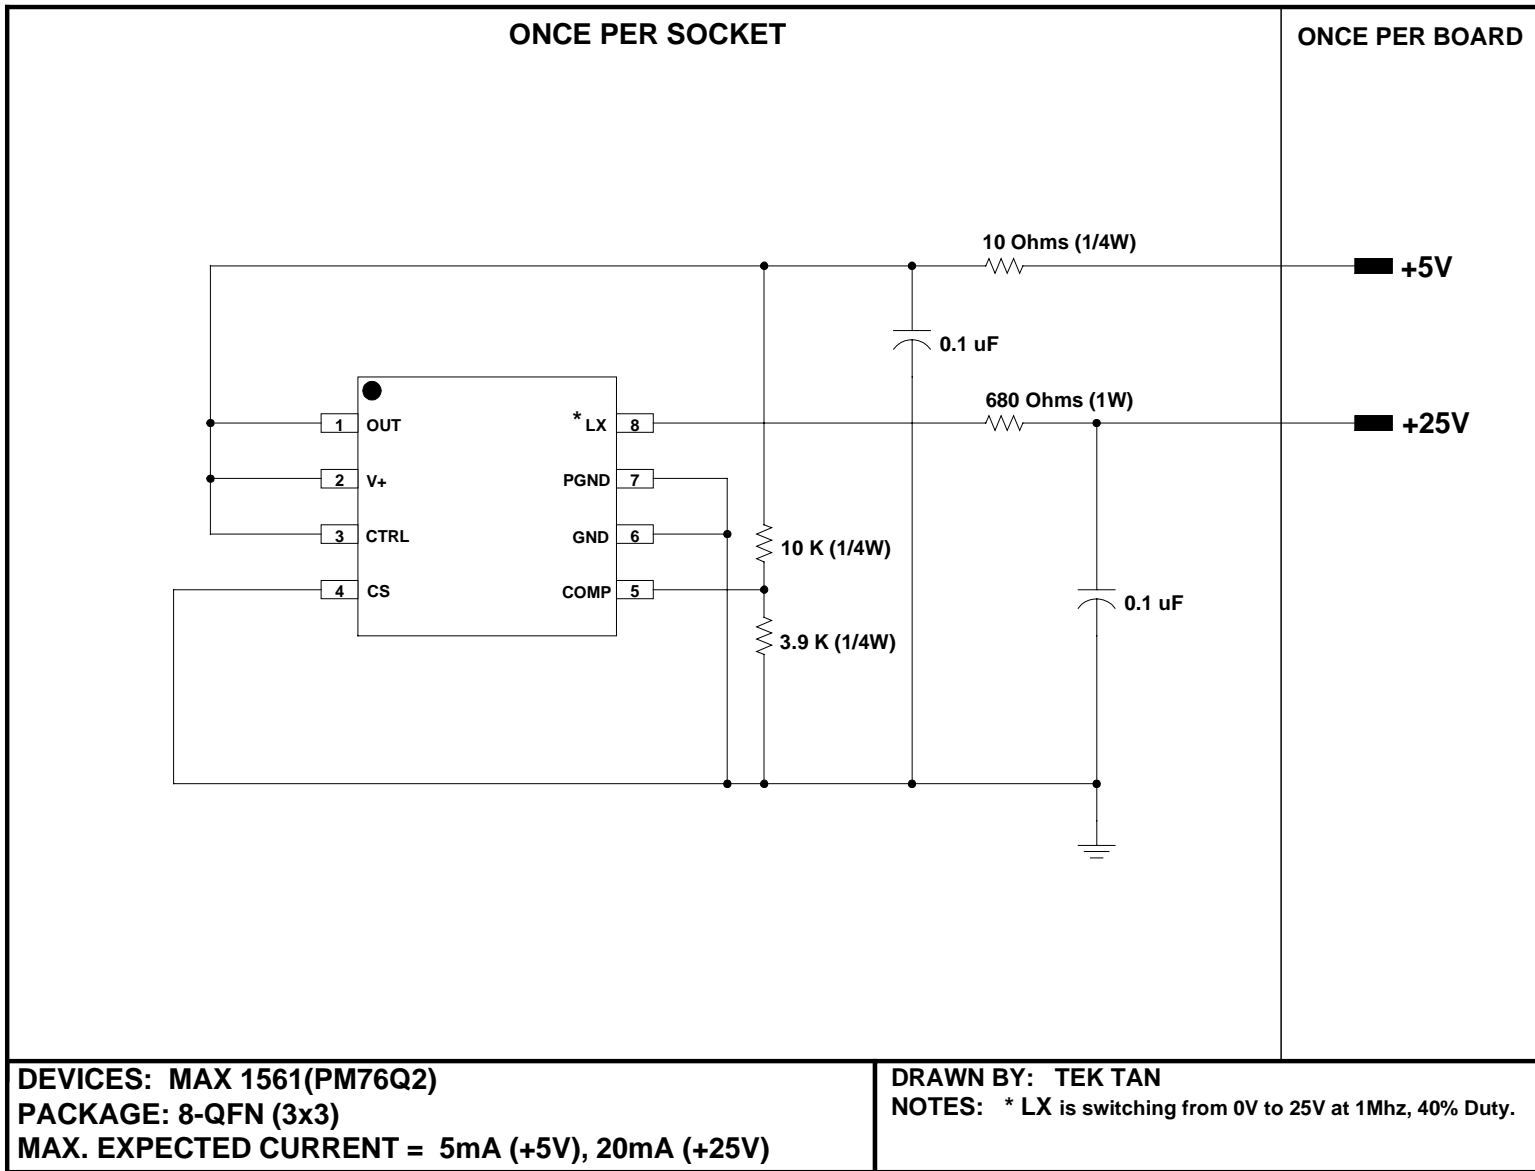 ONCE PER SOCKET
ONCE PER BOARD
10 Ohms (1/4W)
+5V
0.1 uF
680 Ohms (1W)
+25V
1 OUT
* LX 8
2 V+
PGND 7
3 CTRL
GND 6
10 K (1/4W)
4 CS
COMP 5
0.1 uF
3.9 K (1/4W)
DEVICES: MAX 1561(PM76Q2)
PACKAGE: 8-QFN (3x3)
MAX. EXPECTED CURRENT = 5mA (+5V), 20mA (+25V)
DRAWN BY: TEK TAN
NOTES: * LX is switching from 0V to 25V at 1Mhz, 40% Duty.